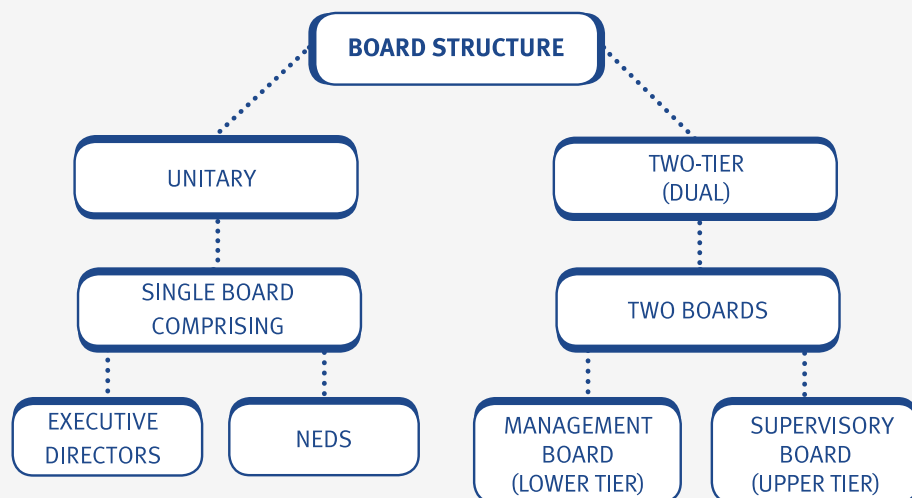 BOARD STRUCTURE
UNITARY
TWO-TIER
(DUAL)
SINGLE BOARD
COMPRISING
TWO BOARDS
EXECUTIVE
DIRECTORS
NEDS
MANAGEMENT
BOARD
(LOWER TIER)
SUPERVISORY
BOARD
(UPPER TIER)